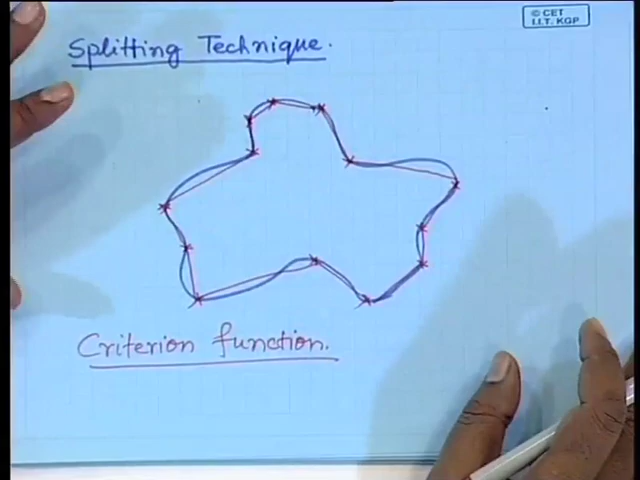 © CET
I.I.T. KGP
Splitting Technique.
Criterion function.